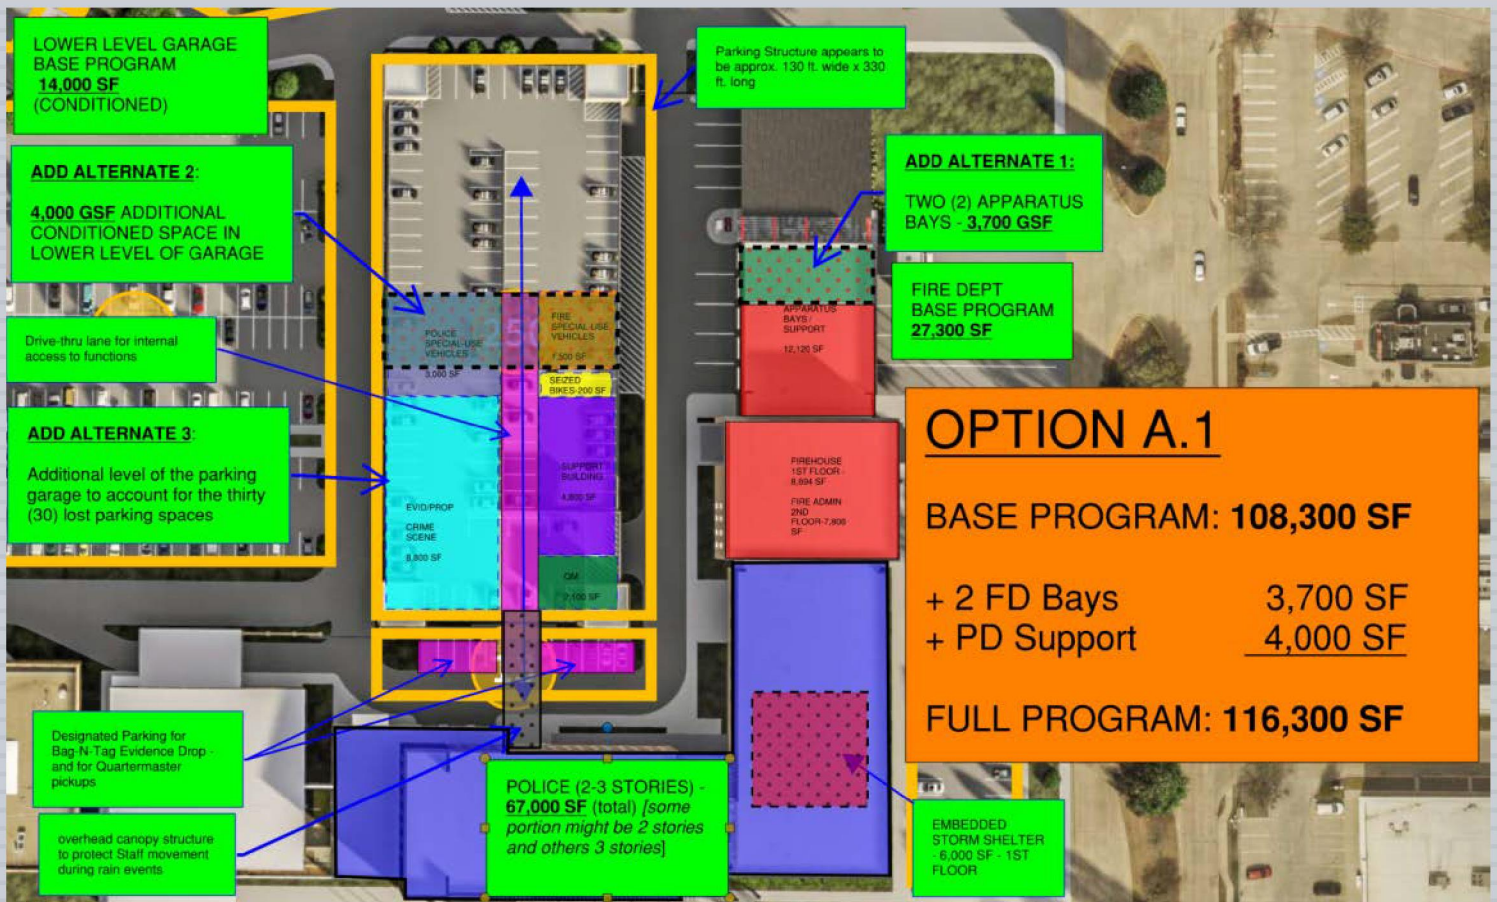 LOWER LEVEL GARAGE
BASE PROGRAM
14,000 SF
(CONDITIONED)
ADD ALTERNATE 2:
4,000 GSF ADDITIONAL
CONDITIONED SPACE IN
LOWER LEVEL OF GARAGE
Drive-thru lane for internal
access to functions
ADD ALTERNATE 3:
Additional level of the parking
garage to account for the thirty
(30) lost parking spaces
Designated Parking for
Bag-N-Tag Evidence Drop -
and for Quartermaster
pickups
overhead canopy structure
to protect Staff movement
during rain events
Parking Structure appears to
be approx. 130 ft. wide x 330
ft. long
POLICE
SPECIAL-USE
VEHICLES
3,000 SF
FIRE
SPECIAL-USE
VEHICLES
1,500 SF
SEIZED
BIKES-200 SF
EVID/PROP
CRIME
SCENE
8,800 SF
SUPPORT
BUILDING
4,800 SF
QM
2,100 SF
APPARATUS
BAYS /
SUPPORT
12,120 SF
FIREHOUSE
1ST FLOOR -
8,894 SF
FIRE ADMIN
2ND
FLOOR-7,806
SF
ADD ALTERNATE 1:
TWO (2) APPARATUS
BAYS - 3,700 GSF
FIRE DEPT
BASE PROGRAM
27,300 SF
OPTION A.1
BASE PROGRAM: 108,300 SF
+ 2 FD Bays 3,700 SF
+ PD Support 4,000 SF
FULL PROGRAM: 116,300 SF
POLICE (2-3 STORIES) -
67,000 SF (total) [some
portion might be 2 stories
and others 3 stories]
EMBEDDED
STORM SHELTER
- 6,000 SF - 1ST
FLOOR